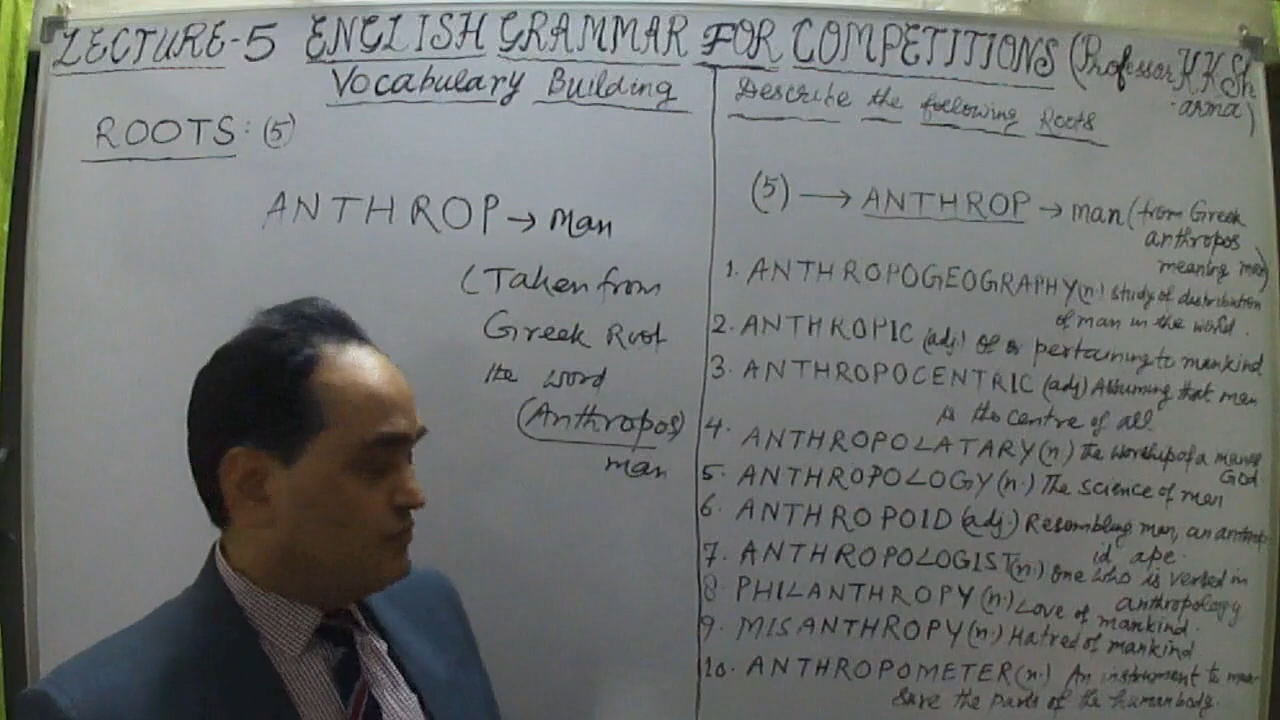 LECTURE-5 ENGLISH GRAMMAR FOR COMPETITIONS (Professor KK Sh
arma)
Vocabulary Building
ROOTS: (5)
ANTHROP → man
(Taken from
Greek Root
the word
(Anthropos)
man
Describe the following Roots
(5) → ANTHROP → man (from Greek
anthropos
meaning man)
1. ANTHROPOGEOGRAPHY (n.) study of distribution
of man in the world.
2. ANTHROPIC (adj.) of or pertaining to mankind
3. ANTHROPOCENTRIC (adj) Assuming that man
is the centre of all.
4. ANTHROPOLATARY (n) the worship of a man as
God.
5. ANTHROPOLOGY (n.) The science of man
6. ANTHROPOID (adj.) Resembling man, an anthropo
id ape.
7. ANTHROPOLOGIST (n.) one who is versed in
anthropology
8. PHILANTHROPY (n.) Love of mankind.
9. MISANTHROPY (n.) Hatred of mankind
10. ANTHROPOMETER (n.) An instrument to mea-
sure the parts of the human body.